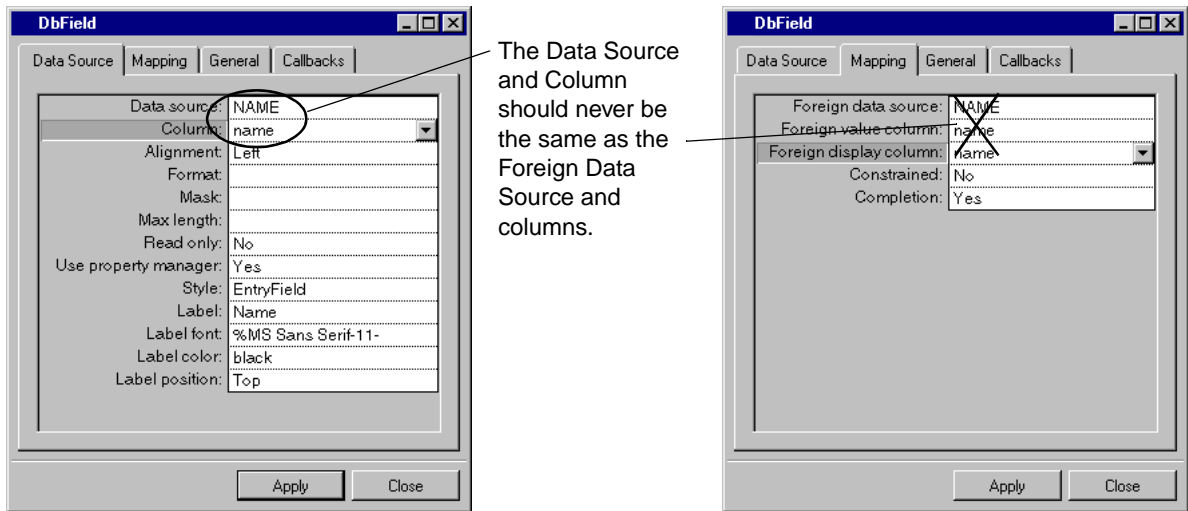 DbField
Data Source Mapping General Callbacks
Data source: NAME
Column: name
Alignment: Left
Format:
Mask:
Max length:
Read only: No
Use property manager: Yes
Style: EntryField
Label: Name
Label font: %MS Sans Serif-11-
Label color: black
Label position: Top
Apply Close
The Data Source
and Column
should never be
the same as the
Foreign Data
Source and
columns.
DbField
Data Source Mapping General Callbacks
Foreign data source: NAME
Foreign value column: name
Foreign display column: name
Constrained: No
Completion: Yes
Apply Close